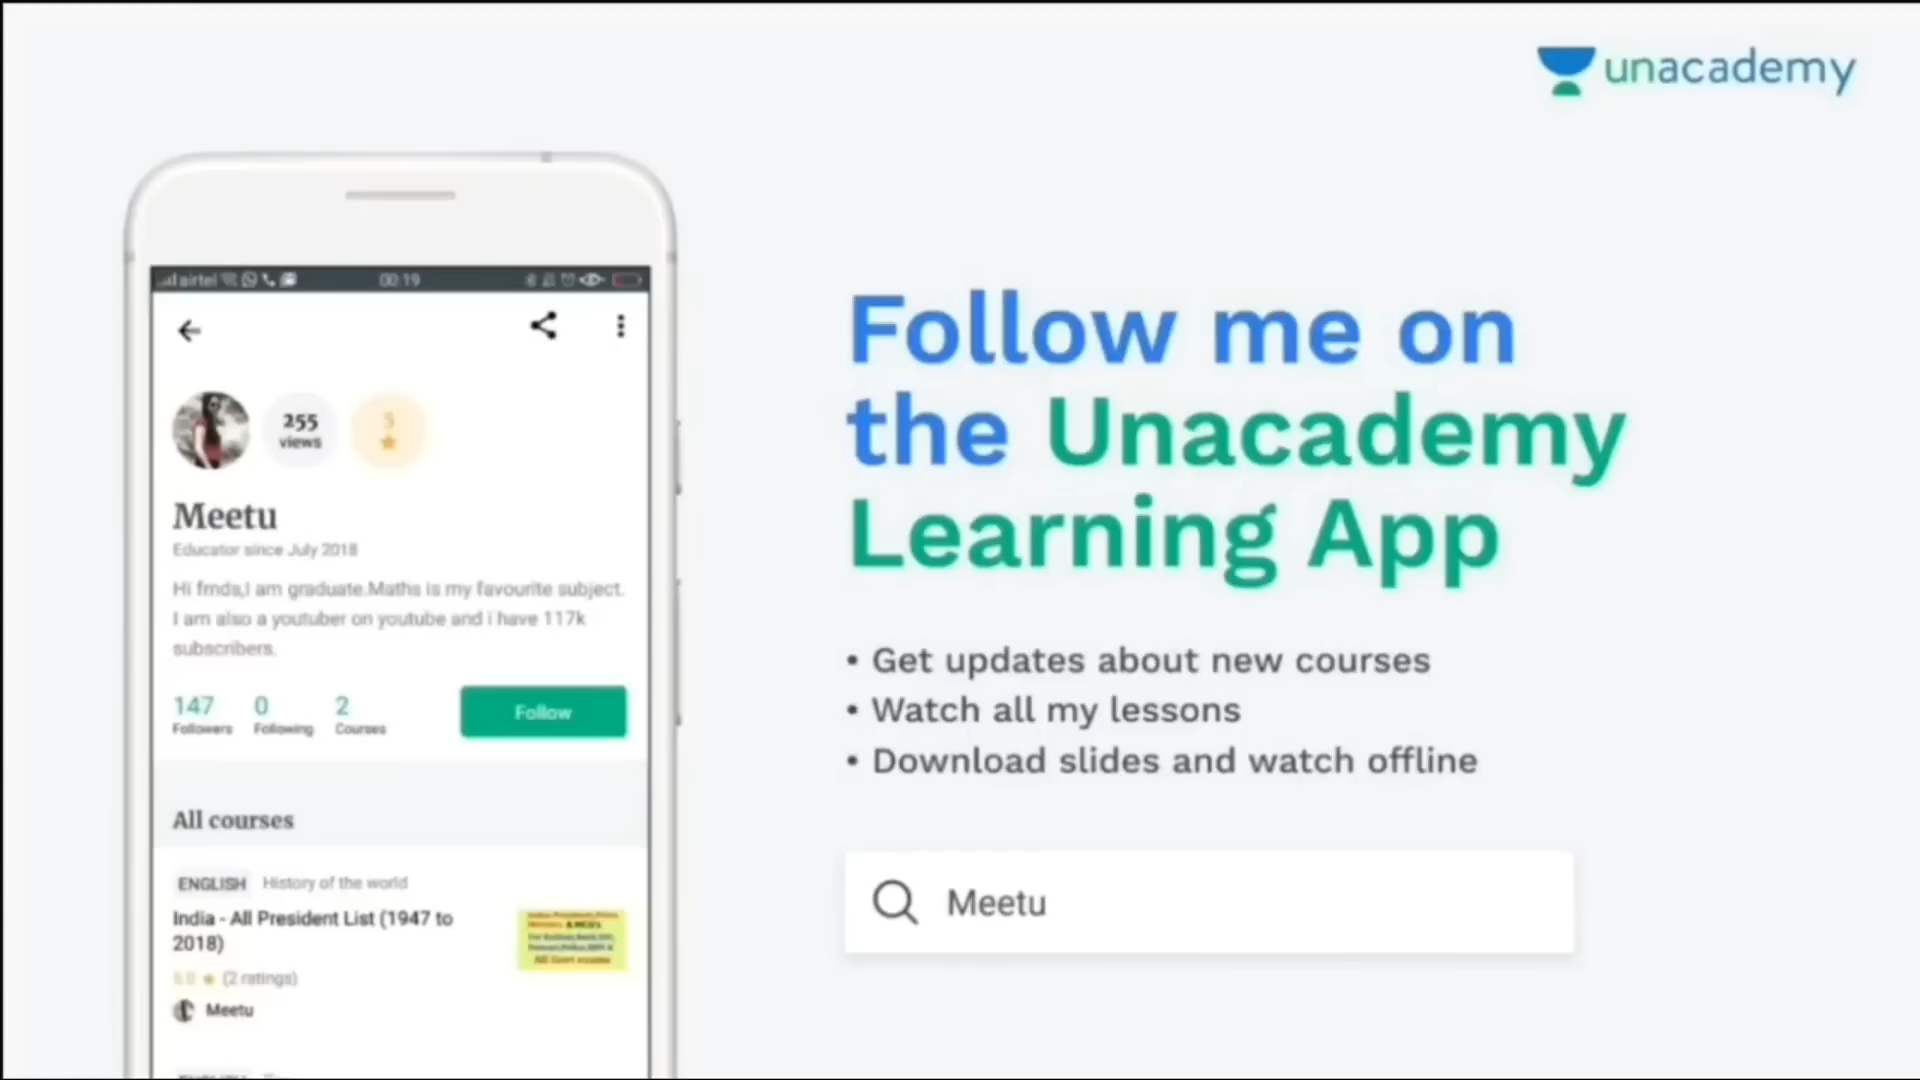 unacademy
airtel 00:19
255
views
5
Meetu
Educator since July 2018
Hi frnds,I am graduate.Maths is my favourite subject.
I am also a youtuber on youtube and i have 117k
subscribers.
147 0 2
Followers Following Courses
Follow
All courses
ENGLISH History of the world
India - All President List (1947 to
2018)
5.0 (2 ratings)
Meetu
Follow me on
the Unacademy
Learning App
• Get updates about new courses
• Watch all my lessons
• Download slides and watch offline
Meetu